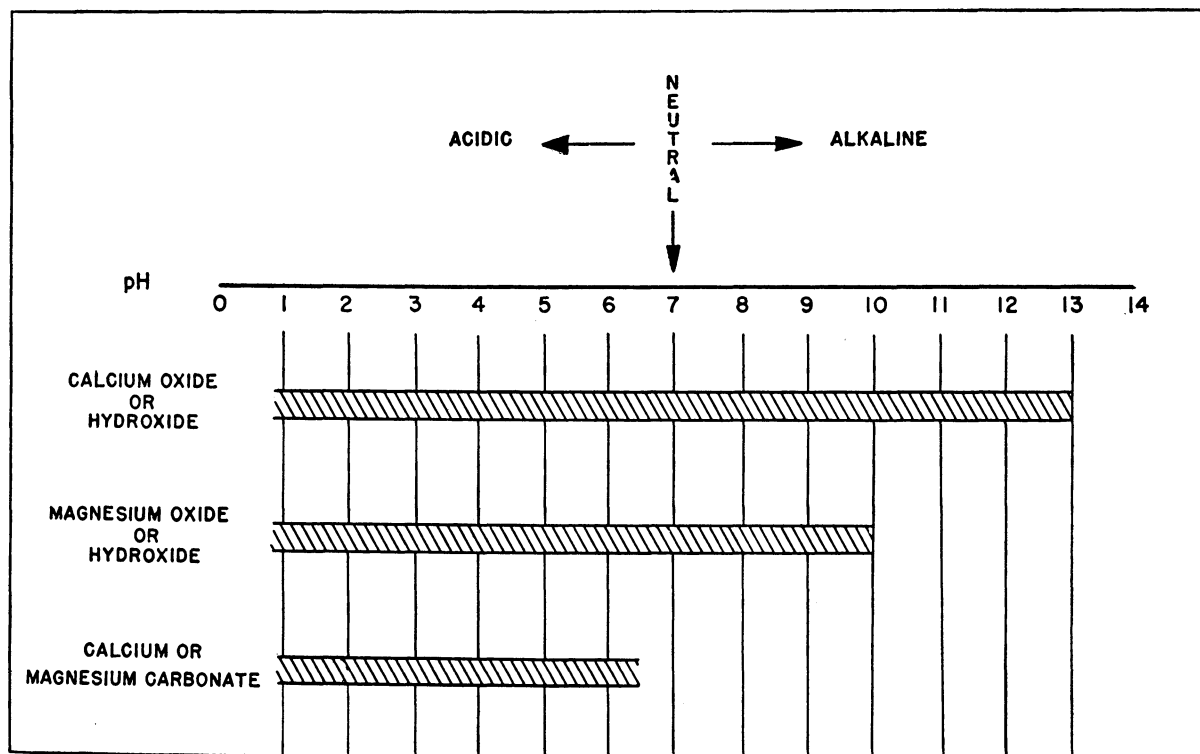 NEUTRAL
ACIDIC
ALKALINE
pH
0 1 2 3 4 5 6 7 8 9 10 11 12 13 14
CALCIUM OXIDE
OR
HYDROXIDE
MAGNESIUM OXIDE
OR
HYDROXIDE
CALCIUM OR
MAGNESIUM CARBONATE